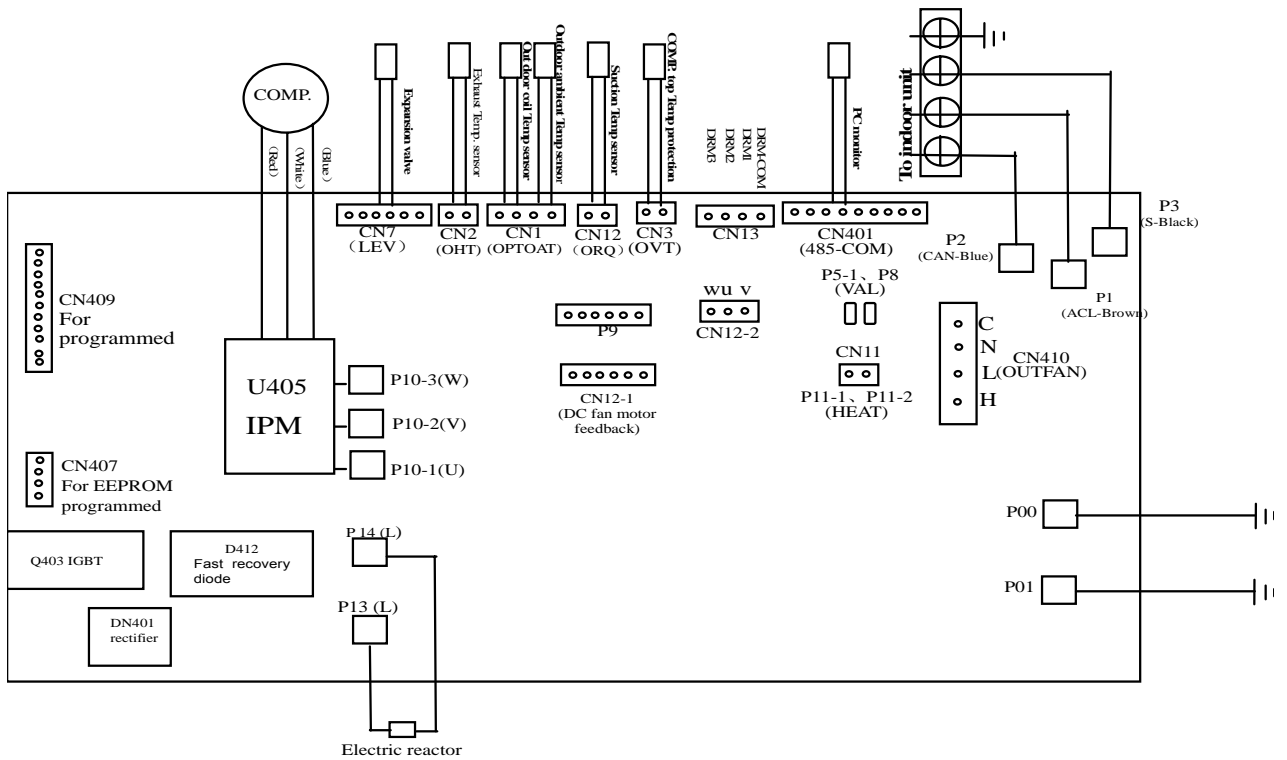 COMP.
(Red)
(White)
(Blue)
Expansion valve
Exhaust Temp. sensor
Out door coil Temp sensor
Outdoor ambient Temp sensor
Suction Temp sensor
COMP. top Temp protection
DRM3
DRM2
DRM1
DRM-COM
PC monitor
To indoor unit
CN7
(LEV)
CN2
(OHT)
CN1
(OPTOAT)
CN12
(ORQ)
CN3
(OVT)
CN13
CN401
(485-COM)
P2
(CAN-Blue)
P3
(S-Black)
P1
(ACL-Brown)
CN409
For
programmed
P9
wu v
CN12-2
P5-1、P8
(VAL)
C
N
L
H
CN410
(OUTFAN)
U405
IPM
P10-3(W)
P10-2(V)
P10-1(U)
CN12-1
(DC fan motor
feedback)
CN11
P11-1、P11-2
(HEAT)
CN407
For EEPROM
programmed
P00
P01
Q403 IGBT
D412
Fast recovery
diode
P14 (L)
P13 (L)
DN401
rectifier
Electric reactor